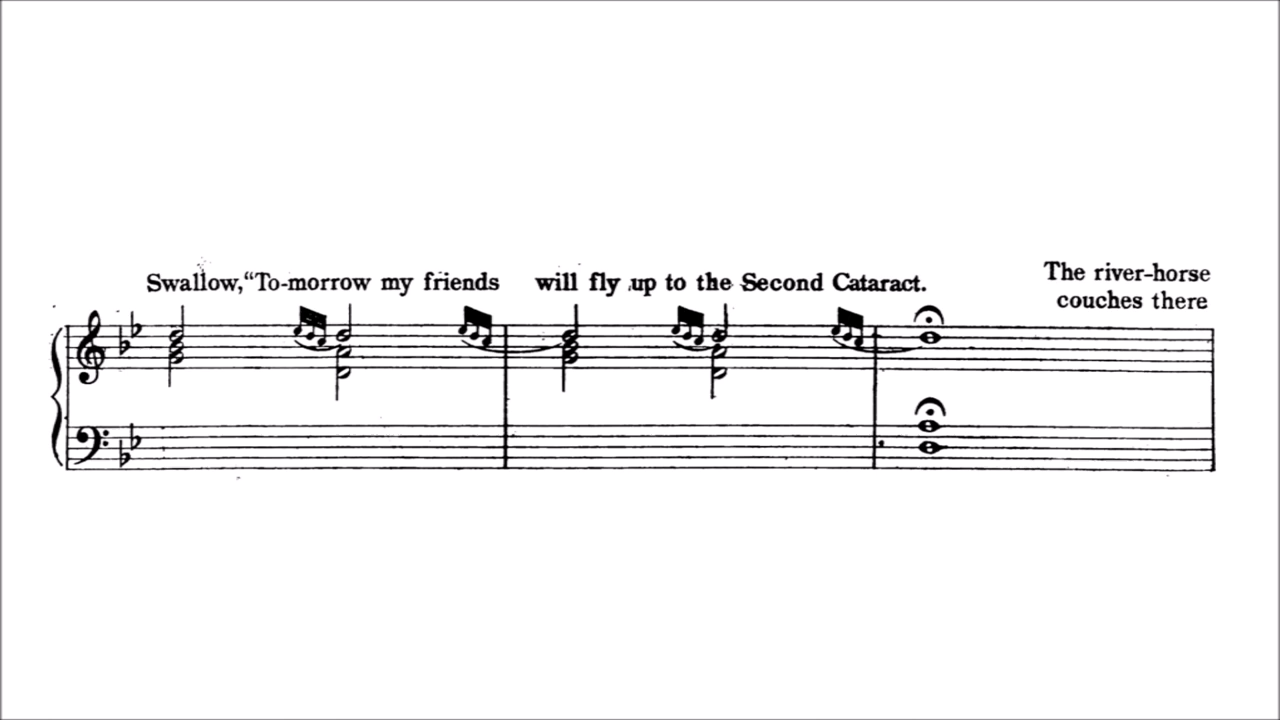 Swallow, “To-morrow my friends will fly up to the Second Cataract.
The river-horse
couches there